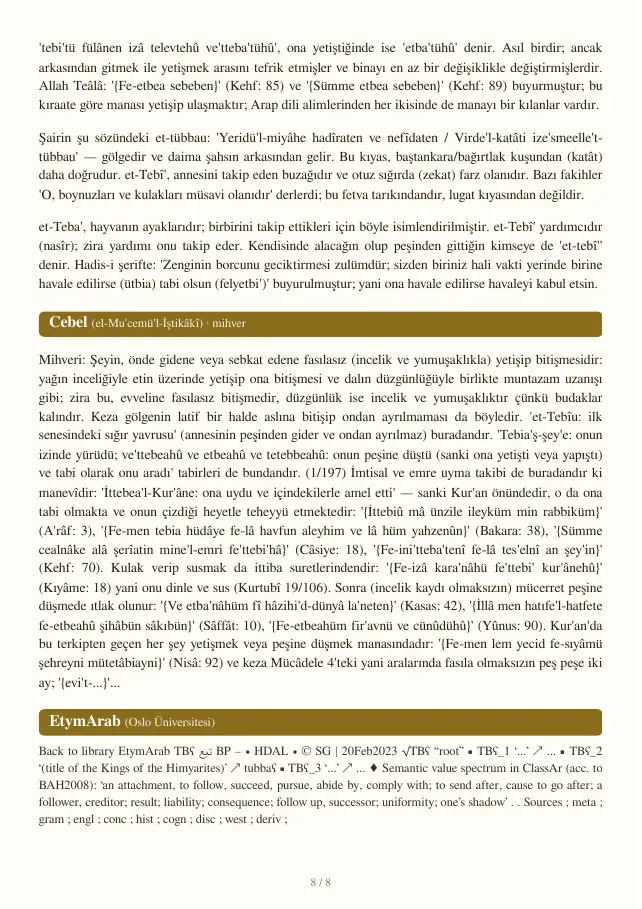 'tebi'tü fülânen izâ televtehû ve'tteba'tühû', ona yetiştiğinde ise 'etba'tühû' denir. Asıl birdir; ancak
arkasından gitmek ile yetişmek arasını tefrik etmişler ve binayı en az bir değişiklikle değiştirmişlerdir.
Allah Teâlâ: '{Fe-etbea sebeben}' (Kehf: 85) ve '{Sümme etbea sebeben}' (Kehf: 89) buyurmuştur; bu
kıraate göre manası yetişip ulaşmaktır; Arap dili alimlerinden her ikisinde de manayı bir kılanlar vardır.
Şairin şu sözündeki et-tübbau: 'Yeridü'l-miyâhe hadîraten ve nefîdaten / Virde'l-katâti ize'smeelle't-
tübbau' — gölgedir ve daima şahsın arkasından gelir. Bu kıyas, baştankara/bağırtlak kuşundan (katât)
daha doğrudur. et-Tebî', annesini takip eden buzağıdır ve otuz sığırda (zekat) farz olanıdır. Bazı fakihler
'O, boynuzları ve kulakları müsavi olanıdır' derlerdi; bu fetva tarıkındandır, lugat kıyasından değildir.
et-Teba', hayvanın ayaklarıdır; birbirini takip ettikleri için böyle isimlendirilmiştir. et-Tebî' yardımcıdır
(nasîr); zira yardımı onu takip eder. Kendisinde alacağın olup peşinden gittiğin kimseye de 'et-tebî''
denir. Hadis-i şerifte: 'Zenginin borcunu geciktirmesi zulümdür; sizden biriniz hali vakti yerinde birine
havale edilirse (ütbia) tabi olsun (felyetbi')' buyurulmuştur; yani ona havale edilirse havaleyi kabul etsin.
Cebel (el-Mu'cemü'l-İştikâkî) · mihver
Mihveri: Şeyin, önde gidene veya sebkat edene fasılasız (incelik ve yumuşaklıkla) yetişip bitişmesidir:
yağın inceliğiyle etin üzerinde yetişip ona bitişmesi ve dalın düzgünlüğüyle birlikte muntazam uzanışı
gibi; zira bu, evveline fasılasız bitişmedir, düzgünlük ise incelik ve yumuşaklıktır çünkü budaklar
kalındır. Keza gölgenin latif bir halde aslına bitişip ondan ayrılmaması da böyledir. 'et-Tebîu: ilk
senesindeki sığır yavrusu' (annesinin peşinden gider ve ondan ayrılmaz) buradandır. 'Tebia'ş-şey'e: onun
izinde yürüdü; ve'ttebeahû ve etbeahû ve tetebbeahû: onun peşine düştü (sanki ona yetişti veya yapıştı)
ve tabi olarak onu aradı' tabirleri de bundandır. (1/197) İmtisal ve emre uyma takibi de buradandır ki
manevîdir: 'İttebea'l-Kur'âne: ona uydu ve içindekilerle amel etti' — sanki Kur'an önündedir, o da ona
tabi olmakta ve onun çizdiği heyetle teheyyü etmektedir: '{İttebiû mâ ünzile ileyküm min rabbiküm}'
(A'râf: 3), '{Fe-men tebia hüdâye fe-lâ havfun aleyhim ve lâ hüm yahzenûn}' (Bakara: 38), '{Sümme
cealnâke alâ şerîatin mine'l-emri fe'ttebi'hâ}' (Câsiye: 18), '{Fe-ini'tteba'tenî fe-lâ tes'elnî an şey'in}'
(Kehf: 70). Kulak verip susmak da ittiba suretlerindendir: '{Fe-izâ kara'nâhü fe'ttebi' kur'ânehû}'
(Kıyâme: 18) yani onu dinle ve sus (Kurtubî 19/106). Sonra (incelik kaydı olmaksızın) mücerret peşine
düşmede ıtlak olunur: '{Ve etba'nâhüm fî hâzihi'd-dünyâ la'neten}' (Kasas: 42), '{İllâ men hatıfe'l-hatfete
fe-etbeahû şihâbün sâkıbün}' (Sâffât: 10), '{Fe-etbeahüm fir'avnü ve cünûdühû}' (Yûnus: 90). Kur'an'da
bu terkipten geçen her şey yetişmek veya peşine düşmek manasındadır: '{Fe-men lem yecid fe-sıyâmü
şehreyni mütetâbiayni}' (Nisâ: 92) ve keza Mücâdele 4'teki yani aralarında fasıla olmaksızın peş peşe iki
ay; '{evi't-...}'...
EtymArab (Oslo Üniversitesi)
Back to library EtymArab TBʕ تبع BP – • HDAL • © SG | 20Feb2023 √TBʕ “root” ▪ TBʕ_1 ‘...’ ↗ ... ▪ TBʕ_2
‘(title of the Kings of the Himyarites)’ ↗ tubbaʕ ▪ TBʕ_3 ‘...’ ↗ ... ♦ Semantic value spectrum in ClassAr (acc. to
BAH2008): ‘an attachment, to follow, succeed, pursue, abide by, comply with; to send after, cause to go after; a
follower, creditor; result; liability; consequence; follow up, successor; uniformity; one’s shadow’ . . Sources ; meta ;
gram ; engl ; conc ; hist ; cogn ; disc ; west ; deriv ;
8 / 8